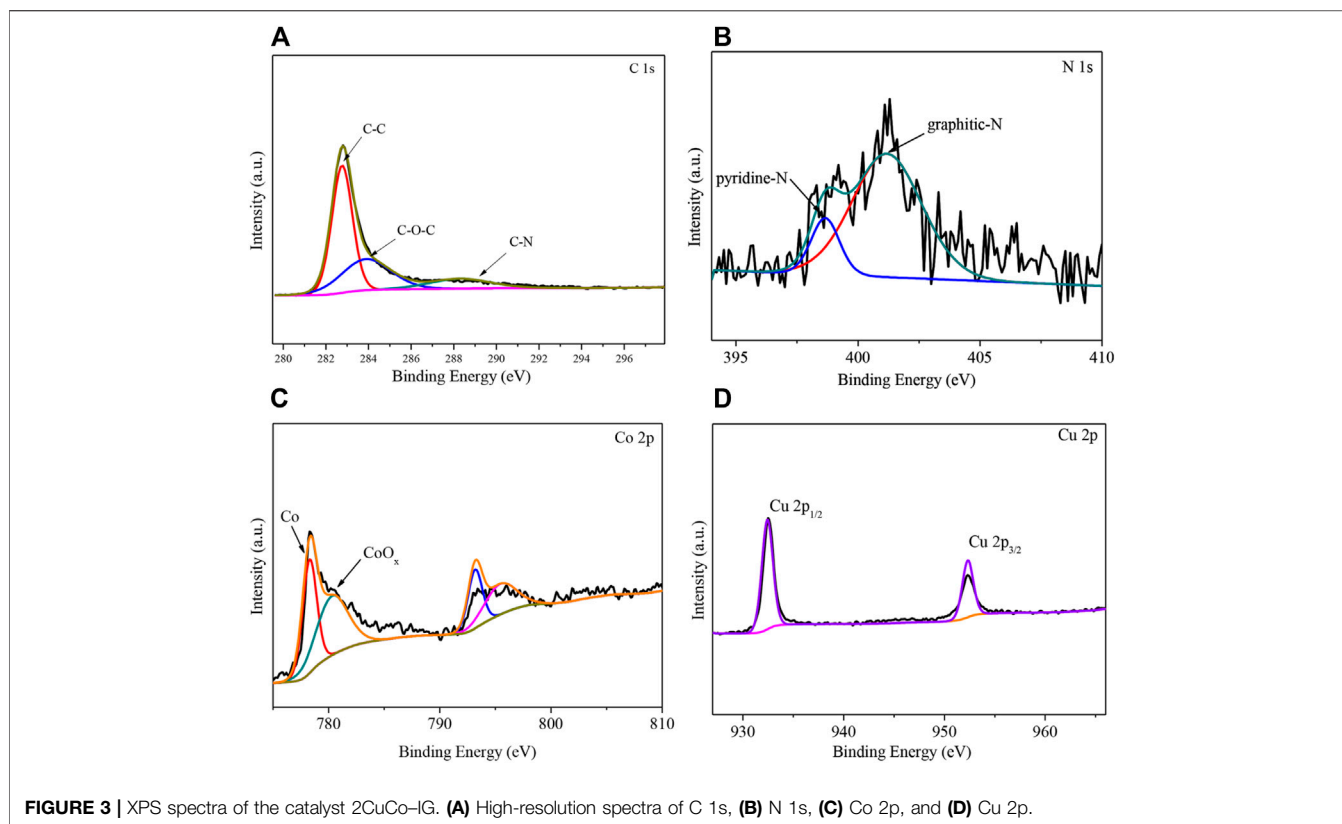 A
C 1s
C-C
C-O-C
C-N
Intensity (a.u.)
280 282 284 286 288 290 292 294 296
Binding Energy (eV)
B
N 1s
graphitic-N
pyridine-N
Intensity (a.u.)
395 400 405 410
Binding Energy (eV)
C
Co 2p
Co
CoOₓ
Intensity (a.u.)
780 790 800 810
Binding Energy (eV)
D
Cu 2p
Cu 2p1/2
Cu 2p3/2
Intensity (a.u.)
930 940 950 960
Binding Energy (eV)
FIGURE 3 | XPS spectra of the catalyst 2CuCo–IG. (A) High-resolution spectra of C 1s, (B) N 1s, (C) Co 2p, and (D) Cu 2p.